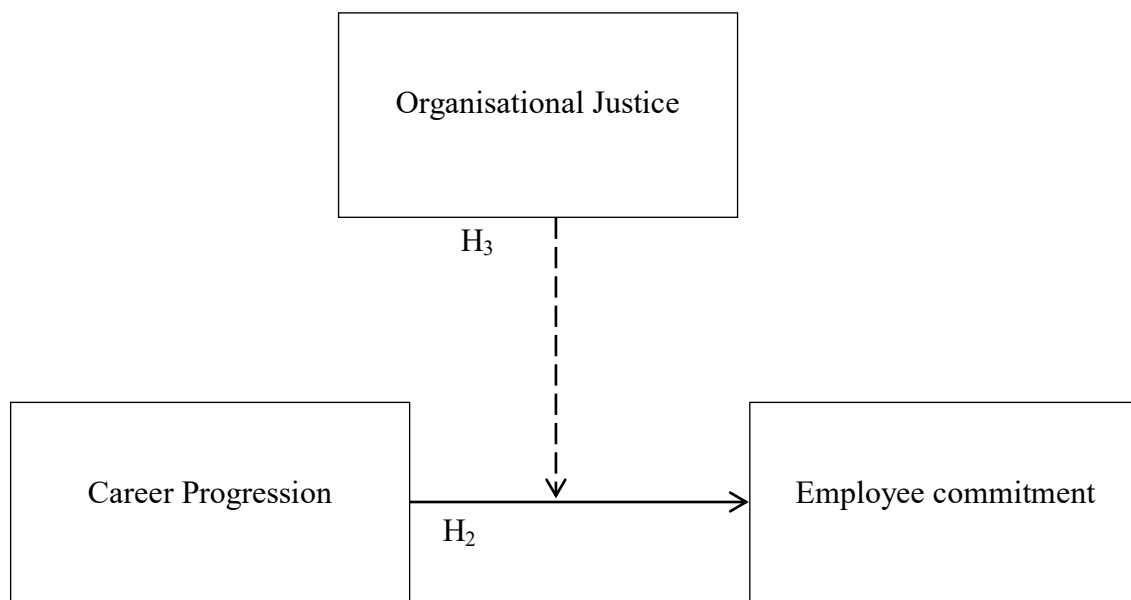 Organisational Justice
H₃
Career Progression
Employee commitment
H₂